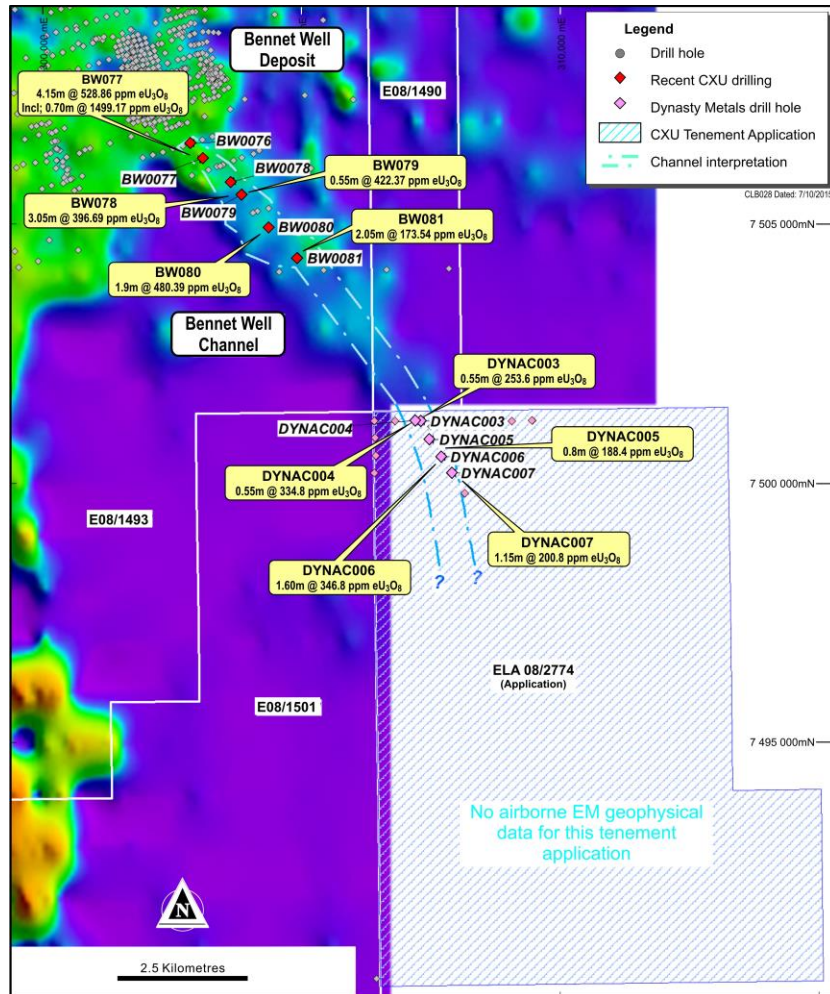 300,000 mE
310,000 mE
Bennet Well
Deposit
E08/1490
Legend
Drill hole
Recent CXU drilling
Dynasty Metals drill hole
CXU Tenement Application
Channel interpretation
CLB028 Dated: 7/10/2015
BW077
4.15m @ 528.86 ppm eU₃O₈
Incl; 0.70m @ 1499.17 ppm eU₃O₈
BW0076
BW0077
BW0078
BW079
0.55m @ 422.37 ppm eU₃O₈
BW078
3.05m @ 396.69 ppm eU₃O₈
BW0079
BW0080
BW081
2.05m @ 173.54 ppm eU₃O₈
7 505 000mN
BW0081
BW080
1.9m @ 480.39 ppm eU₃O₈
Bennet Well
Channel
DYNAC003
0.55m @ 253.6 ppm eU₃O₈
DYNAC004
DYNAC003
DYNAC005
DYNAC005
0.8m @ 188.4 ppm eU₃O₈
DYNAC006
DYNAC007
DYNAC004
0.55m @ 334.8 ppm eU₃O₈
7 500 000mN
E08/1493
DYNAC007
1.15m @ 200.8 ppm eU₃O₈
DYNAC006
1.60m @ 346.8 ppm eU₃O₈
? ?
ELA 08/2774
(Application)
E08/1501
7 495 000mN
No airborne EM geophysical
data for this tenement
application
N
2.5 Kilometres